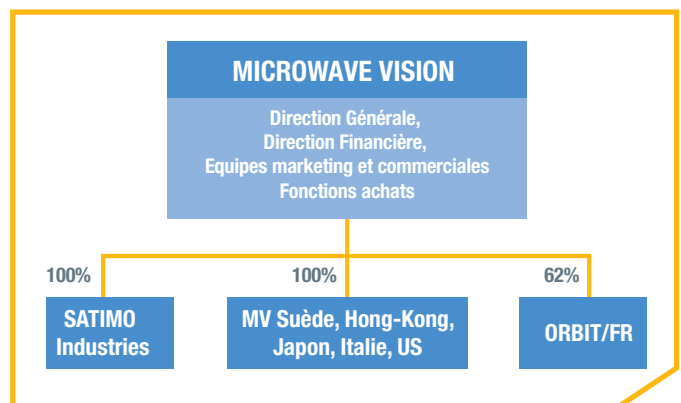 MICROWAVE VISION
Direction Générale,
Direction Financière,
Equipes marketing et commerciales
Fonctions achats
100%
100%
62%
SATIMO
Industries
MV Suède, Hong-Kong,
Japon, Italie, US
ORBIT/FR